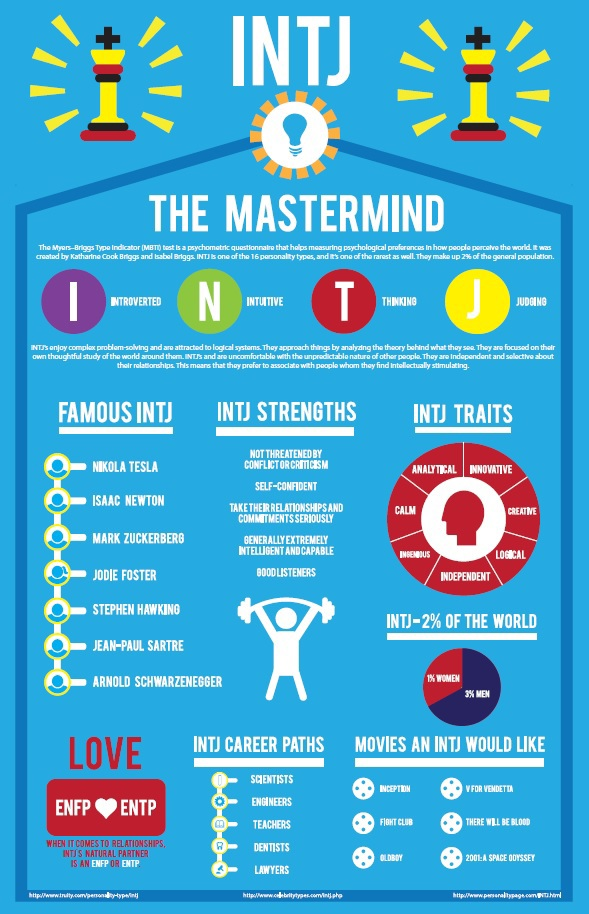 INTJ
THE MASTERMIND
The Myers-Briggs Type Indicator (MBTI) test is a psychometric questionnaire that helps measuring psychological preferences in how people perceive the world. It was
created by Katharine Cook Briggs and Isabel Briggs. INTJ is one of the 16 personality types, and it's one of the rarest as well. They make up 2% of the general population.
I INTROVERTED N INTUITIVE T THINKING J JUDGING
INTJ's enjoy complex problem-solving and are attracted to logical systems. They approach things by analyzing the theory behind what they see. They are focused on their
own thoughtful study of the world around them. INTJ's and are uncomfortable with the unpredictable nature of other people. They are independent and selective about
their relationships. This means that they prefer to associate with people whom they find intellectually stimulating.
FAMOUS INTJ
NIKOLA TESLA
ISAAC NEWTON
MARK ZUCKERBERG
JODIE FOSTER
STEPHEN HAWKING
JEAN-PAUL SARTRE
ARNOLD SCHWARZENEGGER
INTJ STRENGTHS
NOT THREATENED BY
CONFLICT OR CRITICISM
SELF-CONFIDENT
TAKE THEIR RELATIONSHIPS AND
COMMITMENTS SERIOUSLY
GENERALLY EXTREMELY
INTELLIGENT AND CAPABLE
GOOD LISTENERS
INTJ TRAITS
ANALYTICAL
INNOVATIVE
CALM
CREATIVE
INGENIOUS
LOGICAL
INDEPENDENT
INTJ-2% OF THE WORLD
1% WOMEN
3% MEN
LOVE
ENFP ENTP
WHEN IT COMES TO RELATIONSHIPS,
INTJ'S NATURAL PARTNER
IS AN ENFP OR ENTP
INTJ CAREER PATHS
SCIENTISTS
ENGINEERS
TEACHERS
DENTISTS
LAWYERS
MOVIES AN INTJ WOULD LIKE
INCEPTION
V FOR VENDETTA
FIGHT CLUB
THERE WILL BE BLOOD
OLDBOY
2001: A SPACE ODYSSEY
http://www.truity.com/personality-type/intj
http://www.celebritytypes.com/intj.php
http://www.personalitypage.com/INTJ.html